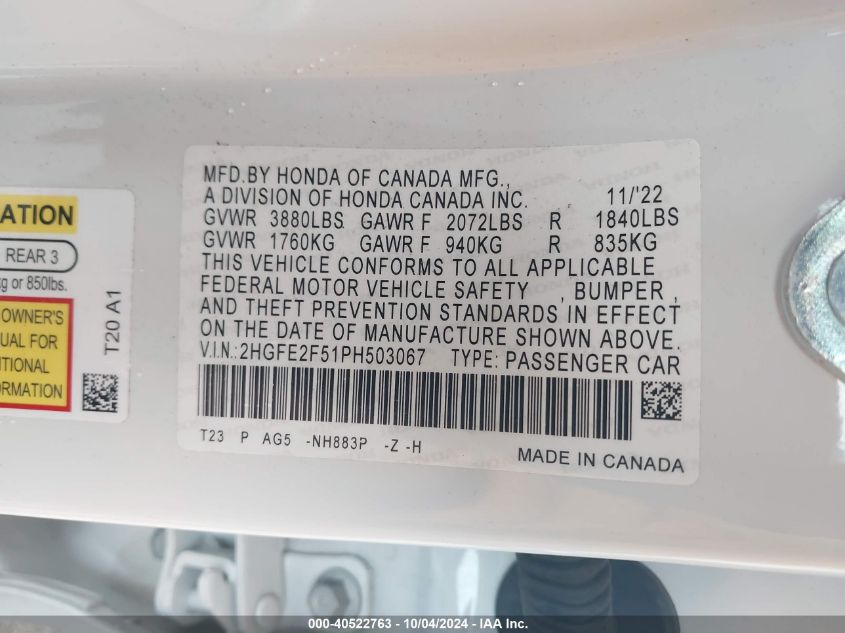 ATION
REAR 3
kg or 850lbs.
OWNER'S
UAL FOR
ITIONAL
ORMATION
T20 A1
MFD.BY HONDA OF CANADA MFG.,
A DIVISION OF HONDA CANADA INC. 11/'22
GVWR 3880LBS GAWR F 2072LBS R 1840LBS
GVWR 1760KG GAWR F 940KG R 835KG
THIS VEHICLE CONFORMS TO ALL APPLICABLE
FEDERAL MOTOR VEHICLE SAFETY , BUMPER ,
AND THEFT PREVENTION STANDARDS IN EFFECT
ON THE DATE OF MANUFACTURE SHOWN ABOVE.
V.I.N.: 2HGFE2F51PH503067 TYPE: PASSENGER CAR
T23 P AG5 -NH883P -Z -H
MADE IN CANADA
000-40522763 - 10/04/2024 - IAA Inc.